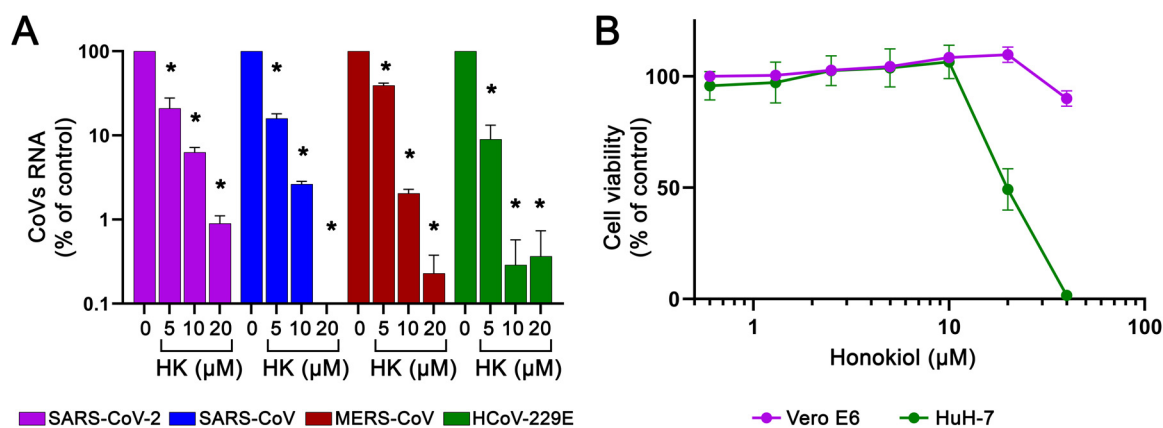 A
CoVs RNA
(% of control)
100
10
1
0.1
* * * * * * * * * * * *
0 5 10 20 0 5 10 20 0 5 10 20 0 5 10 20
HK (µM) HK (µM) HK (µM) HK (µM)
SARS-CoV-2 SARS-CoV MERS-CoV HCoV-229E
B
Cell viability
(% of control)
100
50
0
1 10 100
Honokiol (µM)
Vero E6 HuH-7